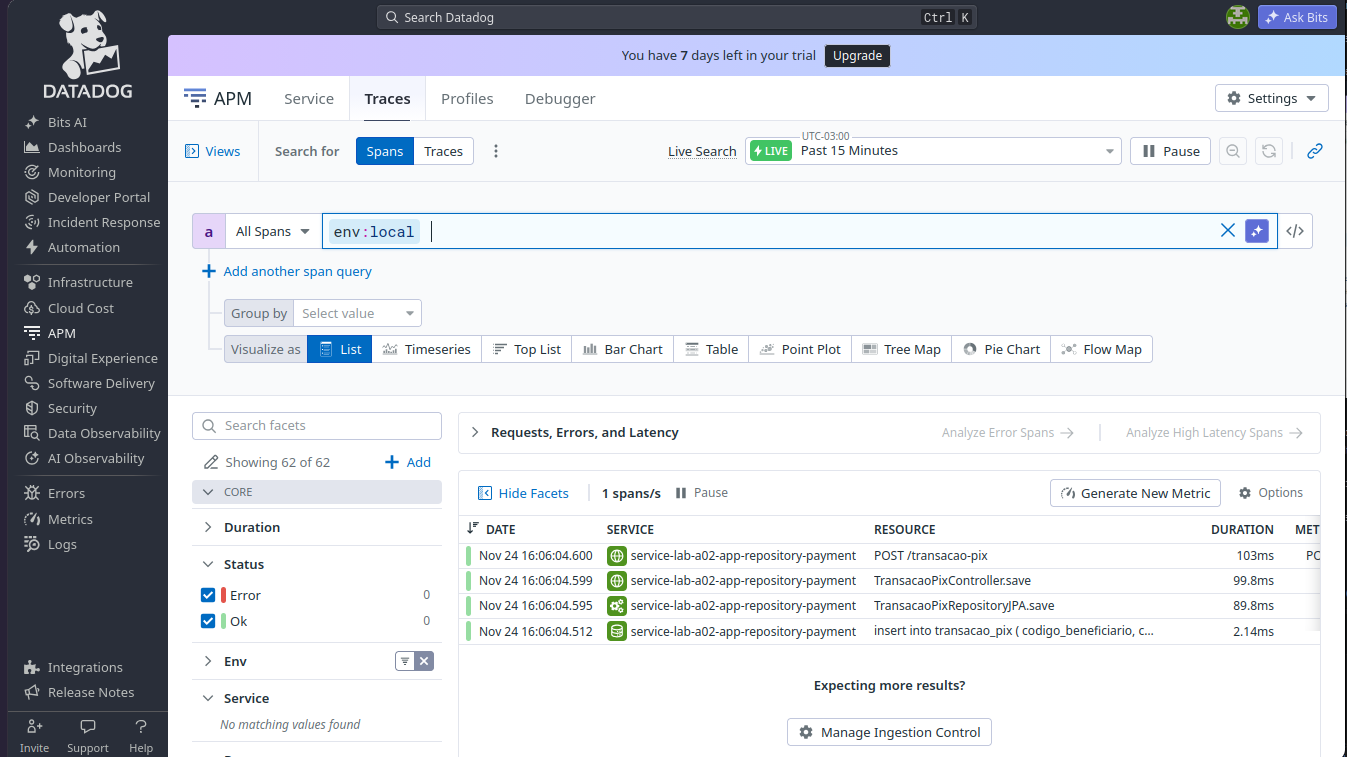 Search Datadog
Ctrl K
Ask Bits
DATADOG
You have 7 days left in your trial
Upgrade
APM
Service
Traces
Profiles
Debugger
Settings
Bits AI
Dashboards
Monitoring
Developer Portal
Incident Response
Automation
Infrastructure
Cloud Cost
APM
Digital Experience
Software Delivery
Security
Data Observability
AI Observability
Errors
Metrics
Logs
Integrations
Release Notes
Invite
Support
Help
Views
Search for
Spans
Traces
Live Search
UTC-03:00
LIVE
Past 15 Minutes
Pause
a
All Spans
env:local
</>
Add another span query
Group by
Select value
Visualize as
List
Timeseries
Top List
Bar Chart
Table
Point Plot
Tree Map
Pie Chart
Flow Map
Search facets
Showing 62 of 62
Add
CORE
Duration
Status
Error 0
Ok 0
Env
Service
No matching values found
Requests, Errors, and Latency
Analyze Error Spans
Analyze High Latency Spans
Hide Facets
1 spans/s
Pause
Generate New Metric
Options
DATE SERVICE RESOURCE DURATION MET
Nov 24 16:06:04.600 service-lab-a02-app-repository-payment POST /transacao-pix 103ms PO
Nov 24 16:06:04.599 service-lab-a02-app-repository-payment TransacaoPixController.save 99.8ms
Nov 24 16:06:04.595 service-lab-a02-app-repository-payment TransacaoPixRepositoryJPA.save 89.8ms
Nov 24 16:06:04.512 service-lab-a02-app-repository-payment insert into transacao_pix ( codigo_beneficiario, c... 2.14ms
Expecting more results?
Manage Ingestion Control